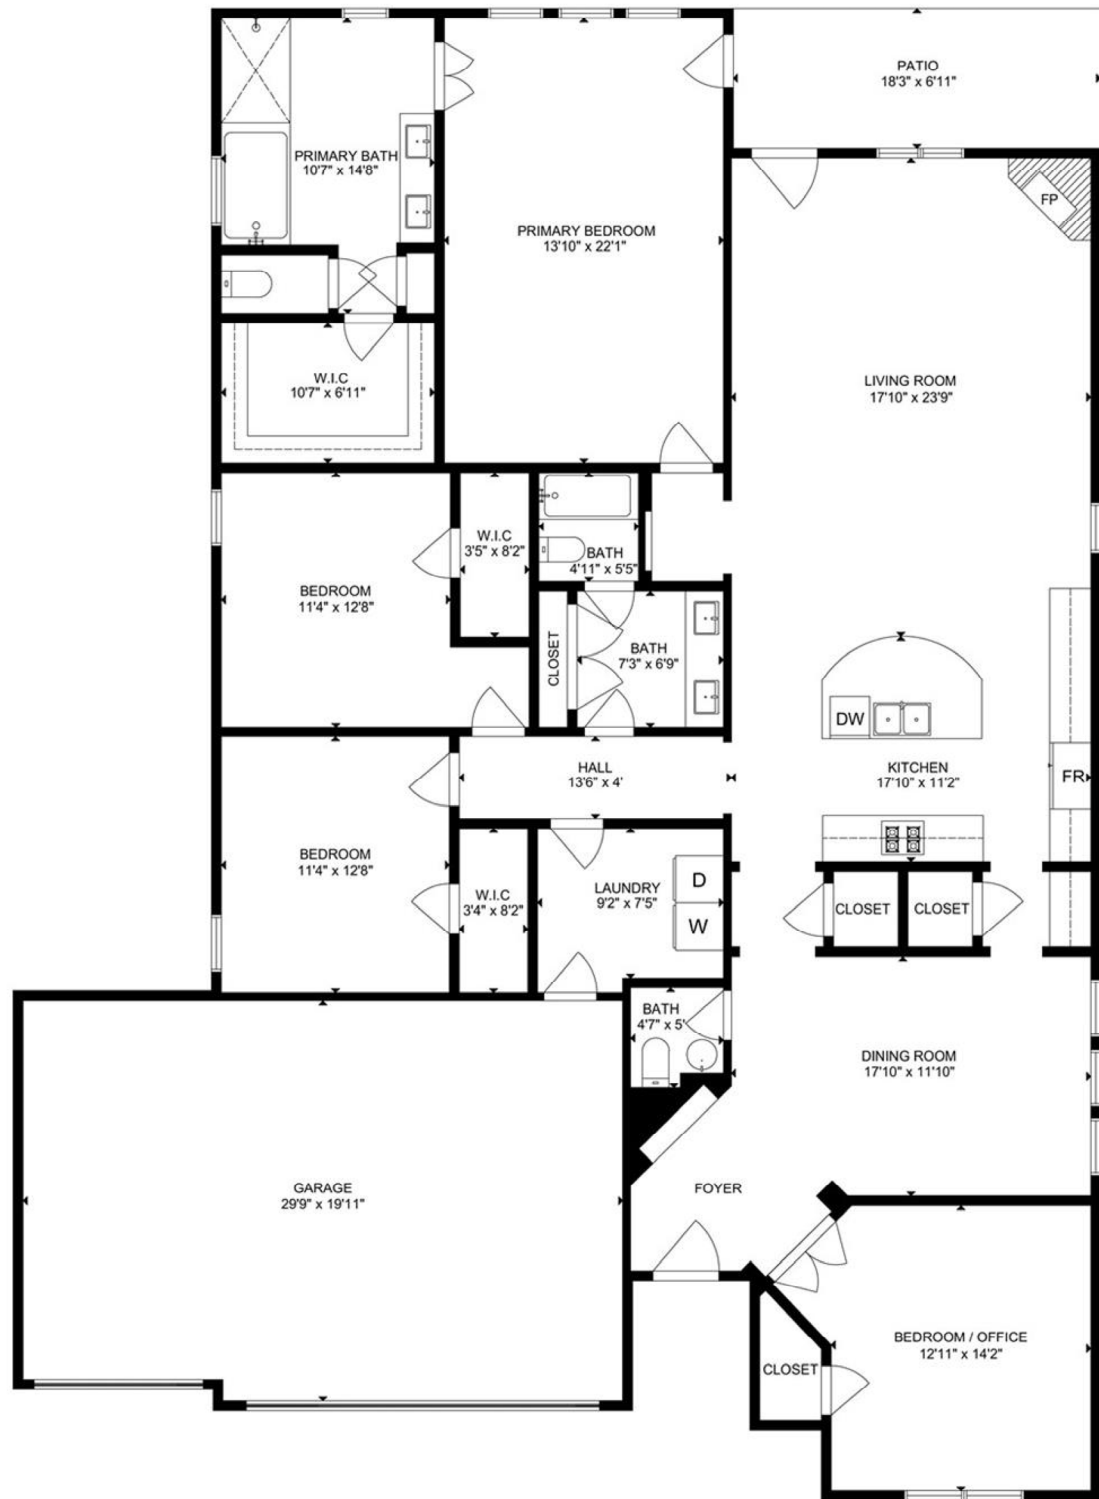 PATIO
18'3" x 6'11"
PRIMARY BATH
10'7" x 14'8"
PRIMARY BEDROOM
13'10" x 22'1"
FP
LIVING ROOM
17'10" x 23'9"
W.I.C
10'7" x 6'11"
W.I.C
3'5" x 8'2"
BATH
4'11" x 5'5"
BEDROOM
11'4" x 12'8"
CLOSET
BATH
7'3" x 6'9"
DW
HALL
13'6" x 4'
KITCHEN
17'10" x 11'2"
FR
BEDROOM
11'4" x 12'8"
W.I.C
3'4" x 8'2"
LAUNDRY
9'2" x 7'5"
D
W
CLOSET
CLOSET
BATH
4'7" x 5'
DINING ROOM
17'10" x 11'10"
GARAGE
29'9" x 19'11"
FOYER
BEDROOM / OFFICE
12'11" x 14'2"
CLOSET